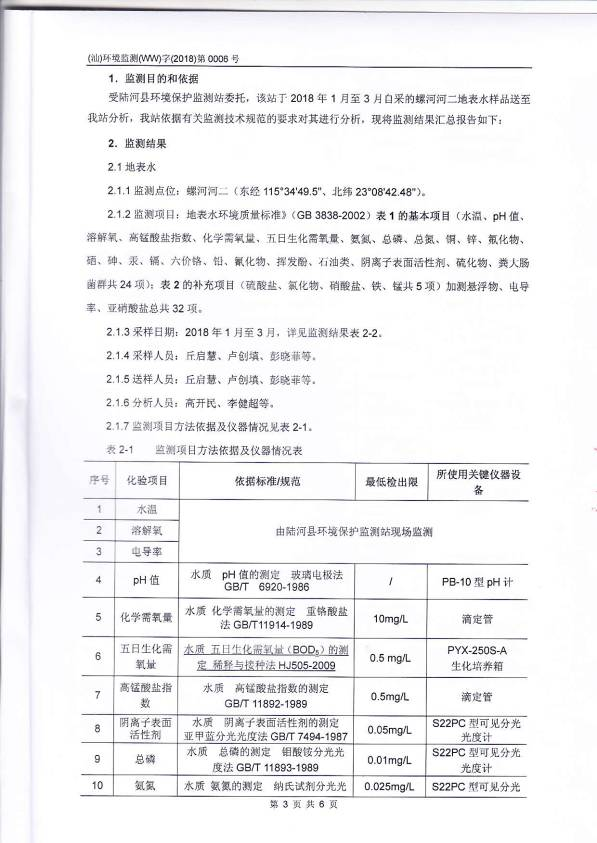 (汕)环境监测(WW)字(2018)第 0006 号
1. 监测目的和依据
受陆河县环境保护监测站委托，该站于 2018 年 1 月至 3 月自采的螺河河二地表水样品送至
我站分析，我站依据有关监测技术规范的要求对其进行分析，现将监测结果汇总报告如下：
2. 监测结果
2.1 地表水
2.1.1 监测点位：螺河河二（东经 115°34'49.5"、北纬 23°08'42.48"）。
2.1.2 监测项目：地表水环境质量标准》（GB 3838-2002）表 1 的基本项目（水温、pH 值、
溶解氧、高锰酸盐指数、化学需氧量、五日生化需氧量、氨氮、总磷、总氮、铜、锌、氟化物、
硒、砷、汞、镉、六价铬、铅、氰化物、挥发酚、石油类、阴离子表面活性剂、硫化物、粪大肠
菌群共 24 项）；表 2 的补充项目（硫酸盐、氯化物、硝酸盐、铁、锰共 5 项）加测悬浮物、电导
率、亚硝酸盐总共 32 项。
2.1.3 采样日期：2018 年 1 月至 3 月，详见监测结果表 2-2。
2.1.4 采样人员：丘启慧、卢创填、彭晓菲等。
2.1.5 送样人员：丘启慧、卢创填、彭晓菲等。
2.1.6 分析人员：高开民、李健超等。
2.1.7 监测项目方法依据及仪器情况见表 2-1。
表 2-1 监测项目方法依据及仪器情况表
序号 化验项目 依据标准/规范 最低检出限 所使用关键仪器设
备
1 水温
2 溶解氧 由陆河县环境保护监测站现场监测
3 电导率
4 pH 值 水质 pH 值的测定 玻璃电极法
GB/T 6920-1986 / PB-10 型 pH 计
5 化学需氧量 水质 化学需氧量的测定 重铬酸盐
法 GB/T11914-1989 10mg/L 滴定管
6 五日生化需
氧量 水质 五日生化需氧量（BOD₅）的测
定 稀释与接种法 HJ505-2009 0.5 mg/L PYX-250S-A
生化培养箱
7 高锰酸盐指
数 水质 高锰酸盐指数的测定
GB/T 11892-1989 0.5mg/L 滴定管
8 阴离子表面
活性剂 水质 阴离子表面活性剂的测定
亚甲蓝分光光度法 GB/T 7494-1987 0.05mg/L S22PC 型可见分光
光度计
9 总磷 水质 总磷的测定 钼酸铵分光光
度法 GB/T 11893-1989 0.01mg/L S22PC 型可见分光
光度计
10 氨氮 水质 氨氮的测定 纳氏试剂分光光 0.025mg/L S22PC 型可见分光
第 3 页 共 6 页